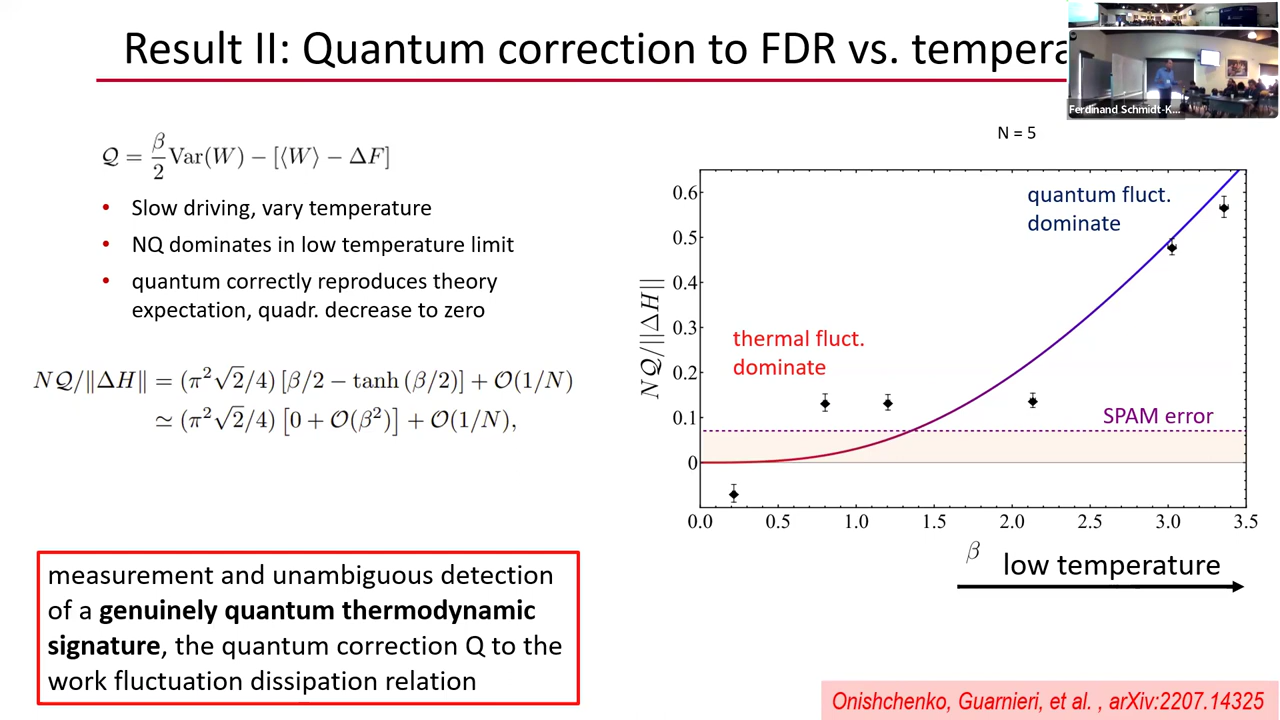 Result II: Quantum correction to FDR vs. tempera
Ferdinand Schmidt-K...
𝒬 = β/2 Var(W) − [⟨W⟩ − ΔF]
• Slow driving, vary temperature
• NQ dominates in low temperature limit
• quantum correctly reproduces theory
expectation, quadr. decrease to zero
N𝒬/‖ΔH‖ = (π²√2/4) [β/2 − tanh (β/2)] + 𝒪(1/N)
≃ (π²√2/4) [0 + 𝒪(β²)] + 𝒪(1/N),
measurement and unambiguous detection
of a genuinely quantum thermodynamic
signature, the quantum correction Q to the
work fluctuation dissipation relation
N = 5
N𝒬/||ΔH||
0.6
0.5
0.4
0.3
0.2
0.1
0
quantum fluct.
dominate
thermal fluct.
dominate
SPAM error
0.0 0.5 1.0 1.5 2.0 2.5 3.0 3.5
β low temperature
Onishchenko, Guarnieri, et al. , arXiv:2207.14325